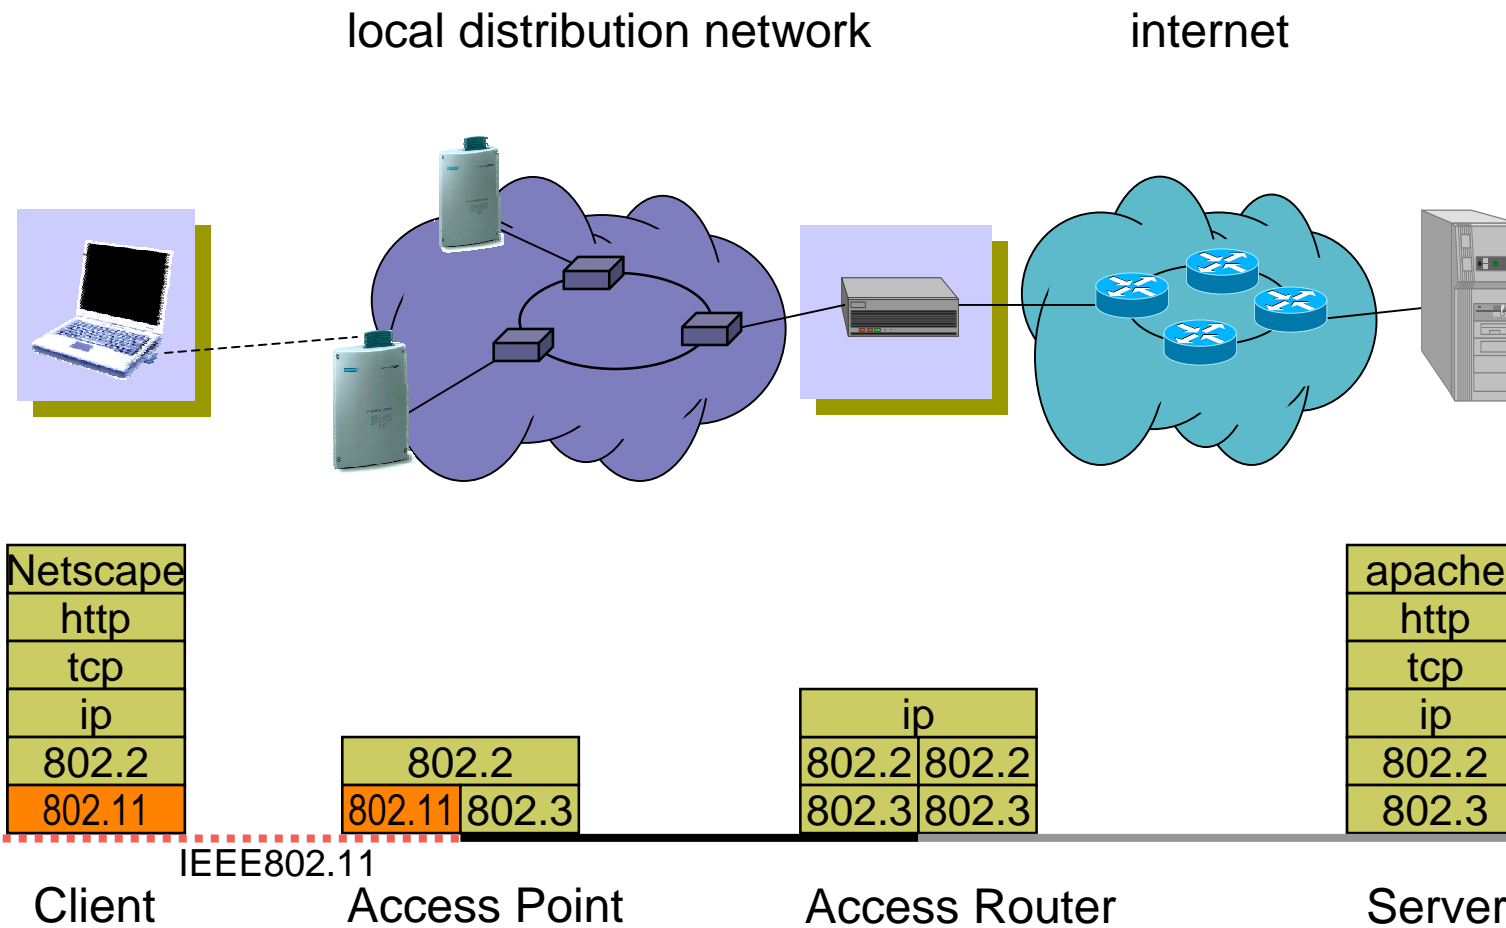 local distribution network internet
Netscape apache
http http
tcp tcp
ip ip ip
802.2 802.2 802.2 802.2 802.2
802.11 802.11 802.3 802.3 802.3 802.3
IEEE802.11
Client Access Point Access Router Server